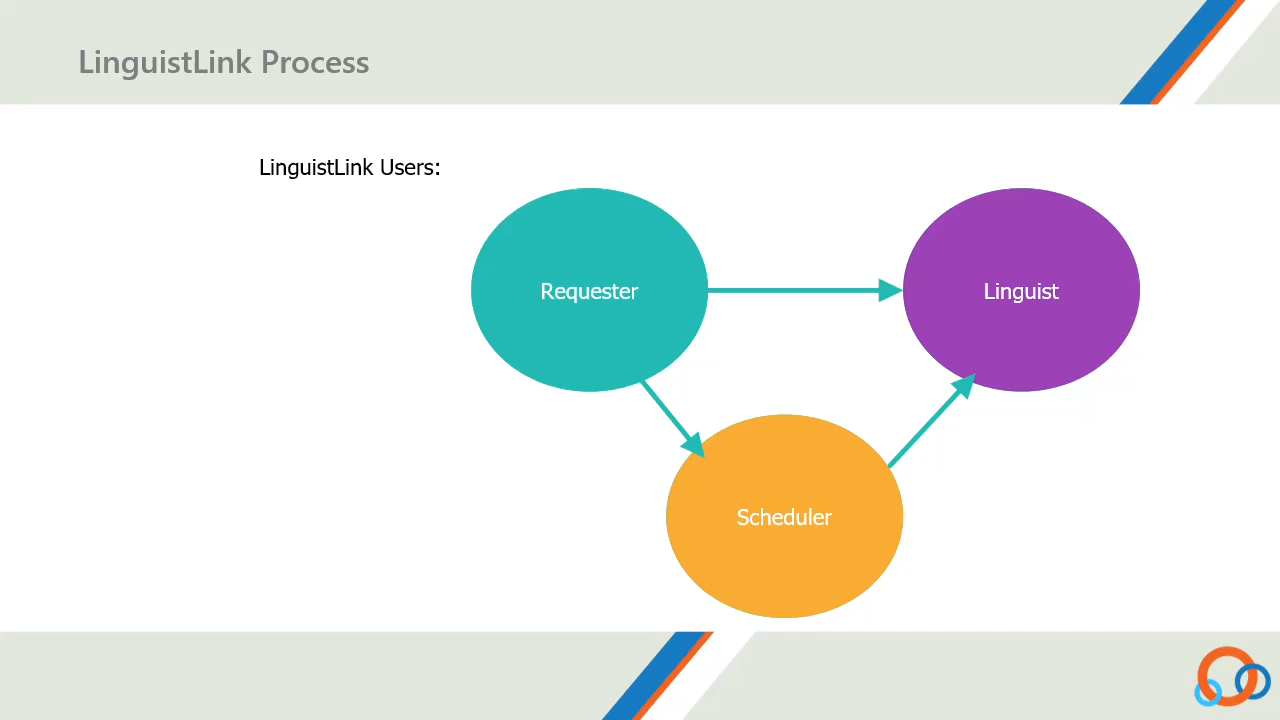 LinguistLink Process
LinguistLink Users:
Requester
Linguist
Scheduler